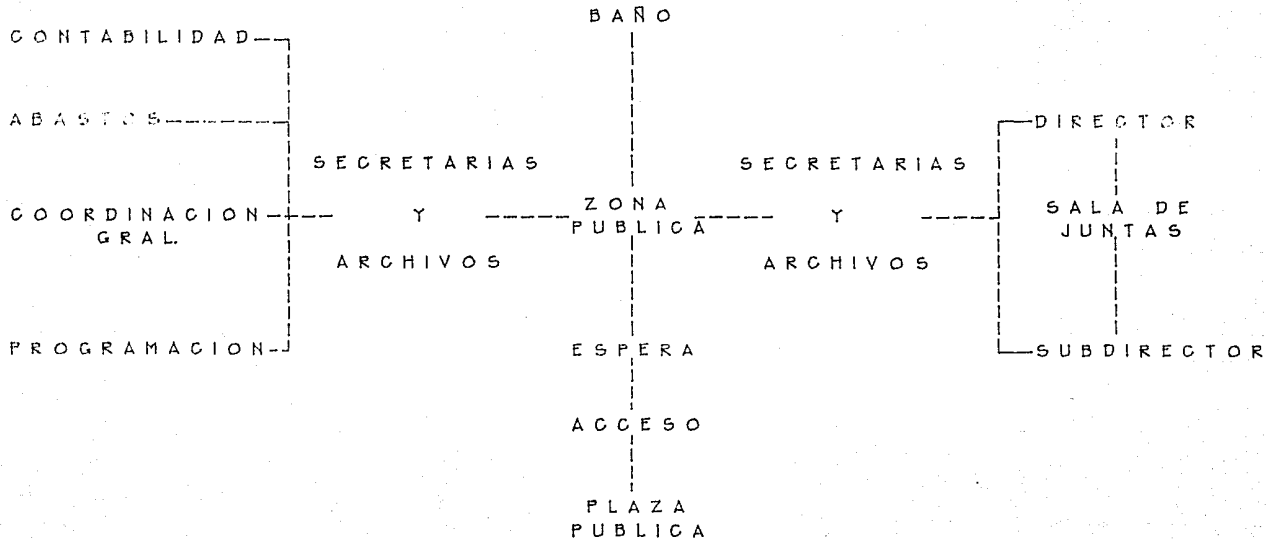 BAÑO
CONTABILIDAD
ABASTOS
DIRECTOR
SECRETARIAS
SECRETARIAS
COORDINACION
GRAL.
Y
ZONA
PUBLICA
Y
SALA DE
JUNTAS
ARCHIVOS
ARCHIVOS
PROGRAMACION
ESPERA
SUBDIRECTOR
ACCESO
PLAZA
PUBLICA